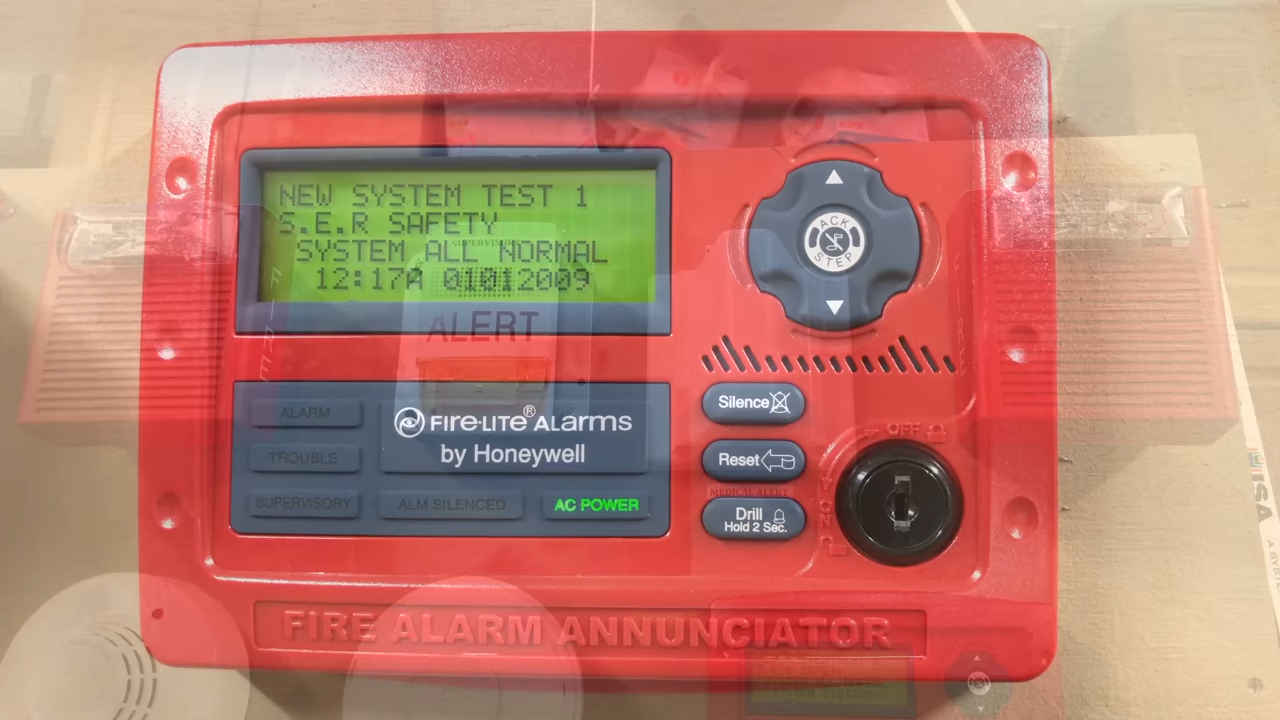 NEW SYSTEM TEST 1
S.E.R SAFETY
SYSTEM ALL NORMAL
12:17A 01012009
SUPERVISORY
ALERT
FIRE
ACK
STEP
Silence
Reset
MEDICAL ALERT
Drill
Hold 2 Sec.
OFF
ON
ALARM
TROUBLE
SUPERVISORY
ALM SILENCED
AC POWER
FIRE-LITE® ALARMS
by Honeywell
FIRE ALARM ANNUNCIATOR